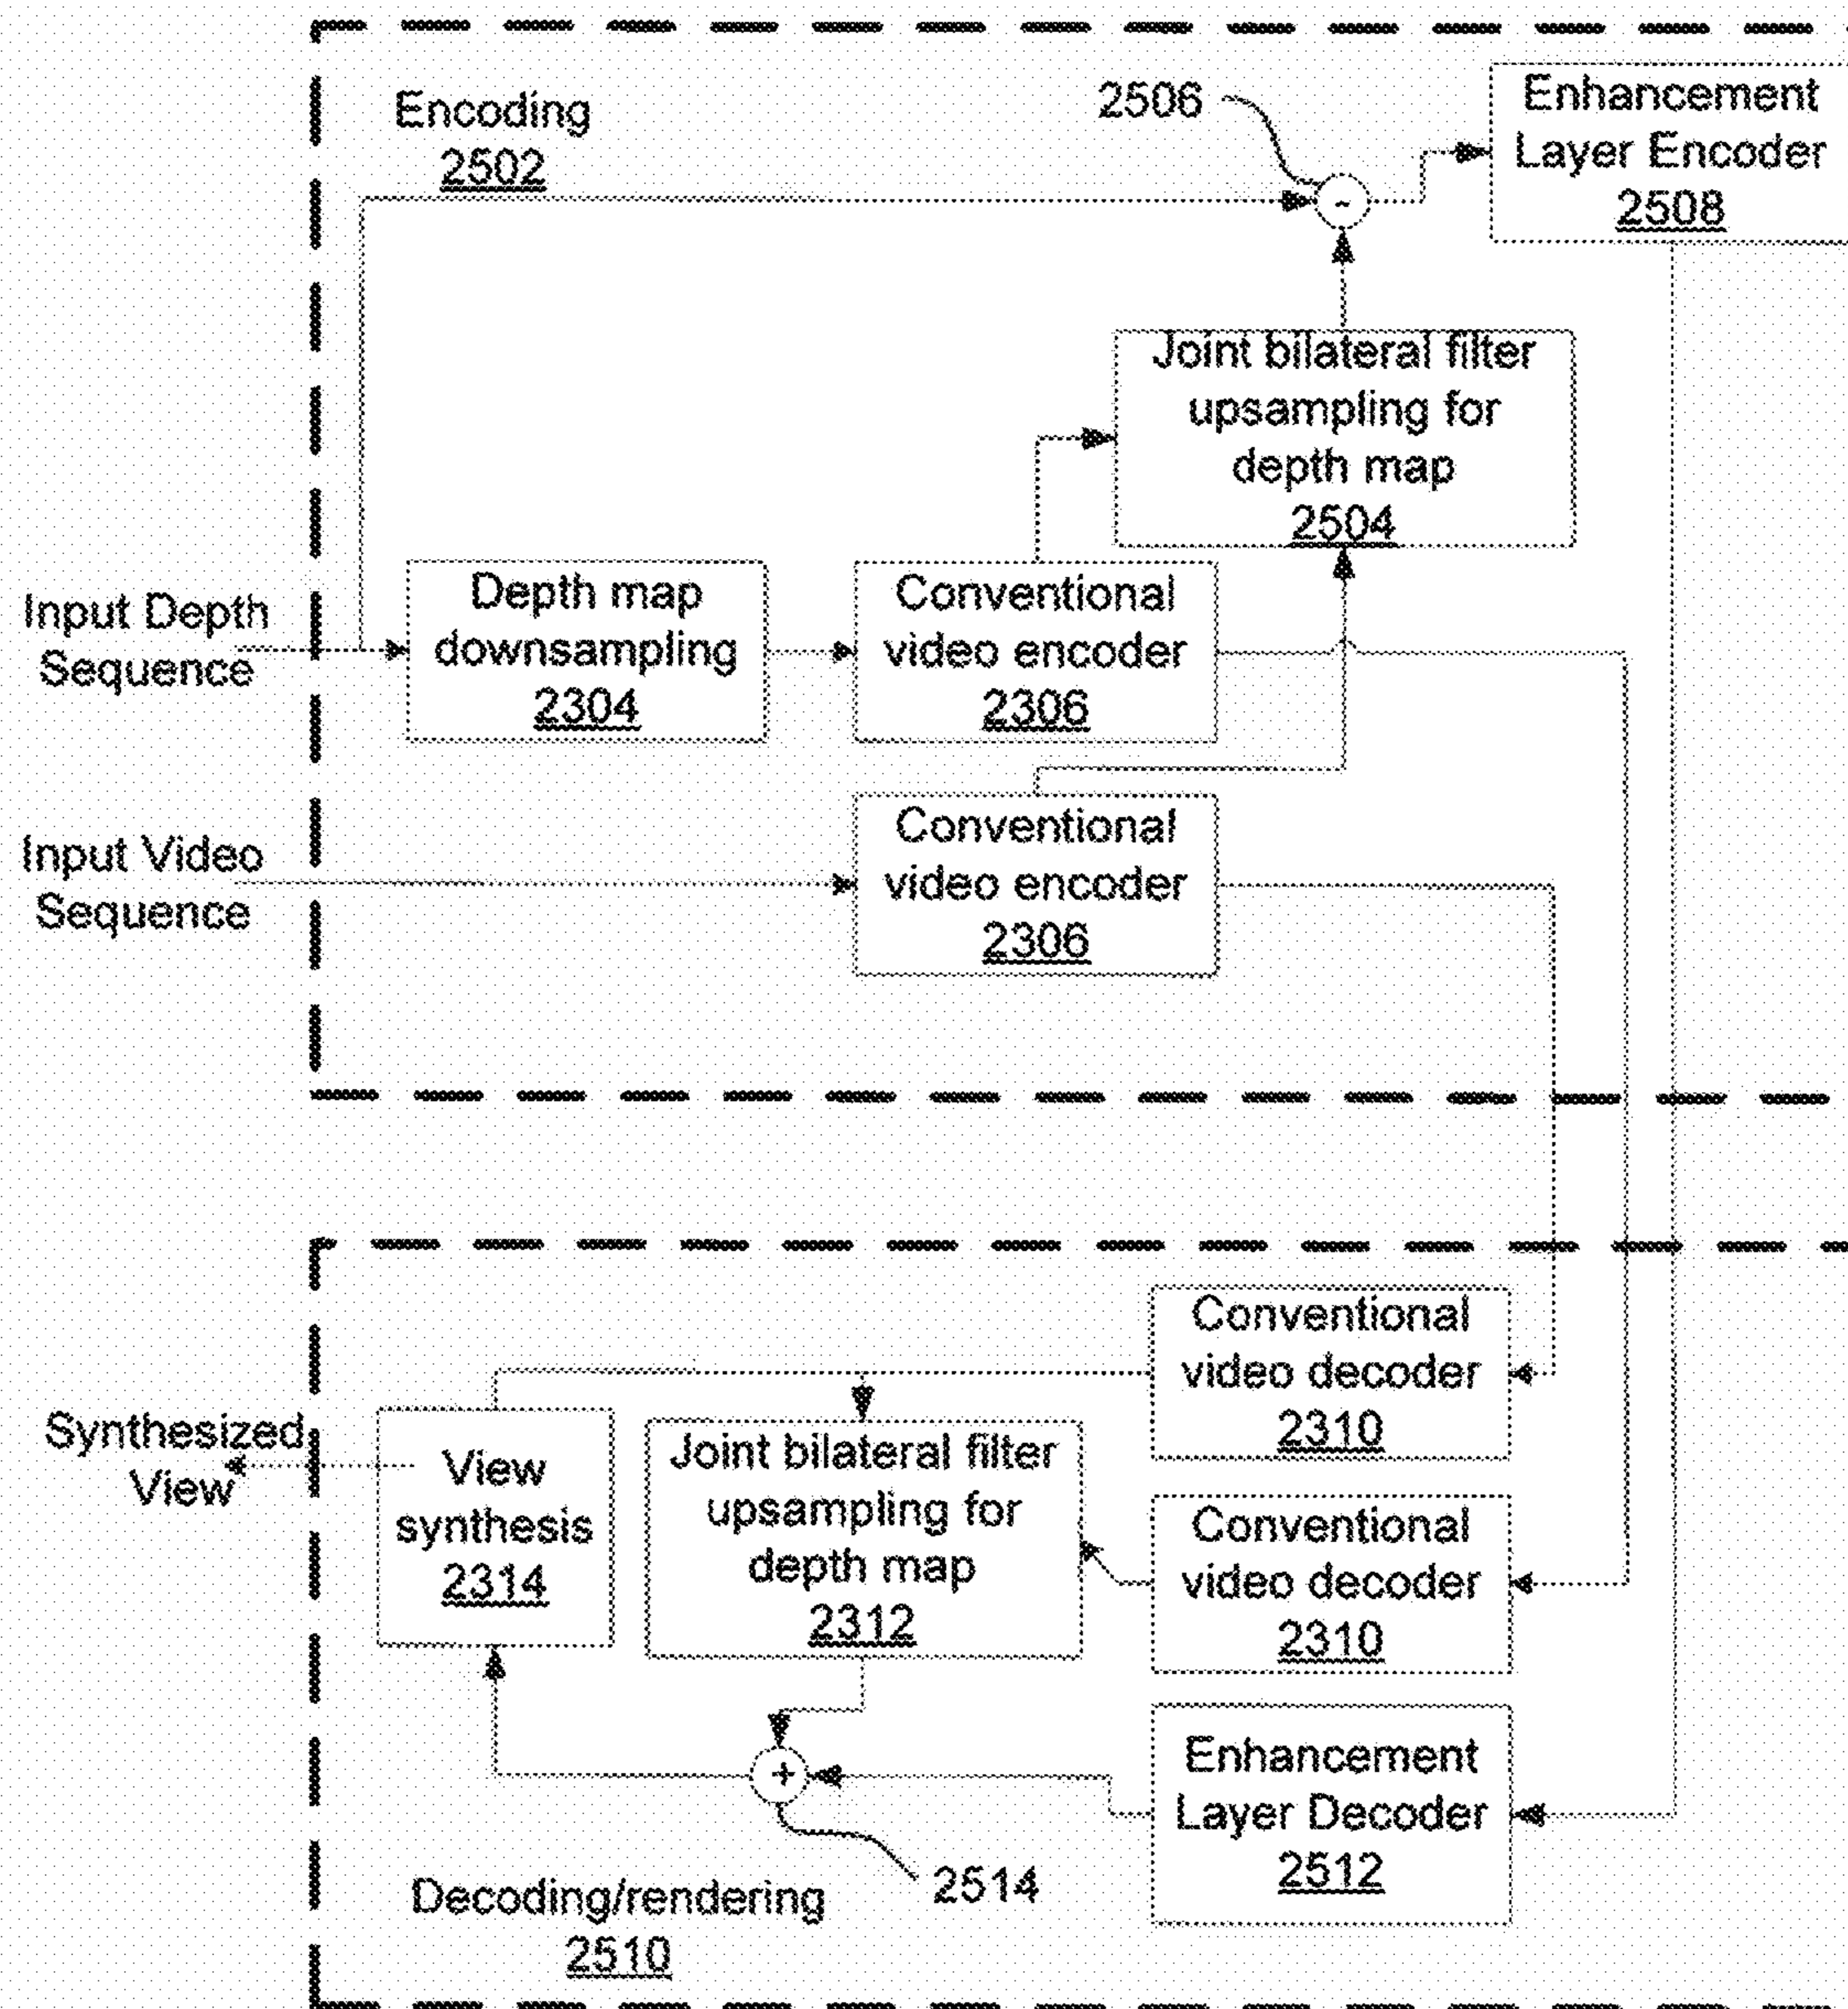 Encoding
2502
2506
Enhancement
Layer Encoder
2508
-
Joint bilateral filter
upsampling for
depth map
2504
Input Depth
Sequence
Depth map
downsampling
2304
Conventional
video encoder
2306
Input Video
Sequence
Conventional
video encoder
2306
Conventional
video decoder
2310
Synthesized
View
View
synthesis
2314
Joint bilateral filter
upsampling for
depth map
2312
Conventional
video decoder
2310
+
Enhancement
Layer Decoder
2512
2514
Decoding/rendering
2510